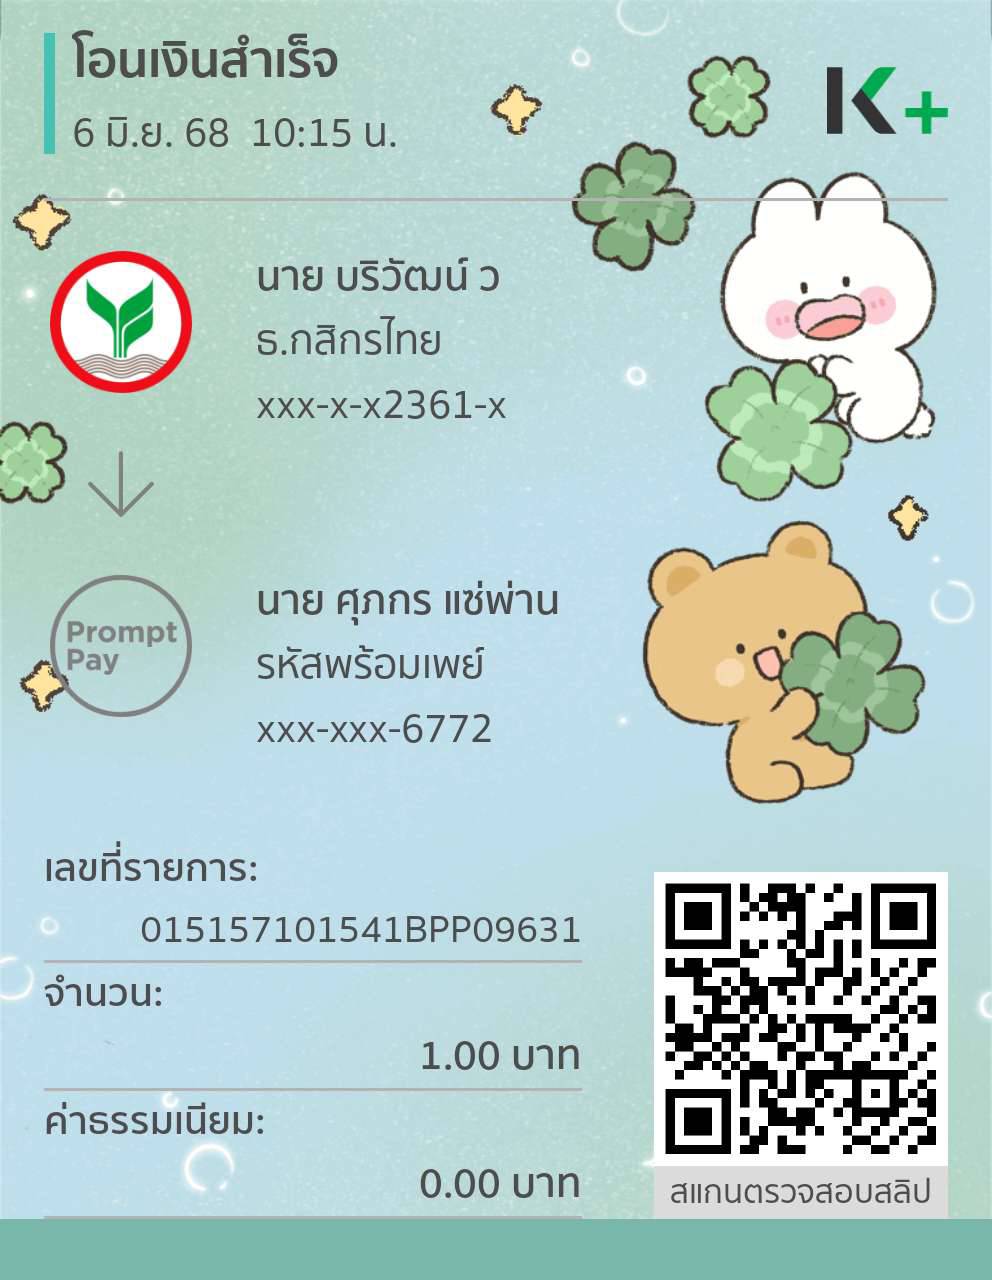 โอนเงินสำเร็จ
6 มิ.ย. 68 10:15 น.
K+
นาย บริวัฒน์ ว
ธ.กสิกรไทย
xxx-x-x2361-x
Prompt
Pay
นาย ศุภกร แซ่พ่าน
รหัสพร้อมเพย์
xxx-xxx-6772
เลขที่รายการ:
015157101541BPP09631
จำนวน:
1.00 บาท
ค่าธรรมเนียม:
0.00 บาท
สแกนตรวจสอบสลิป